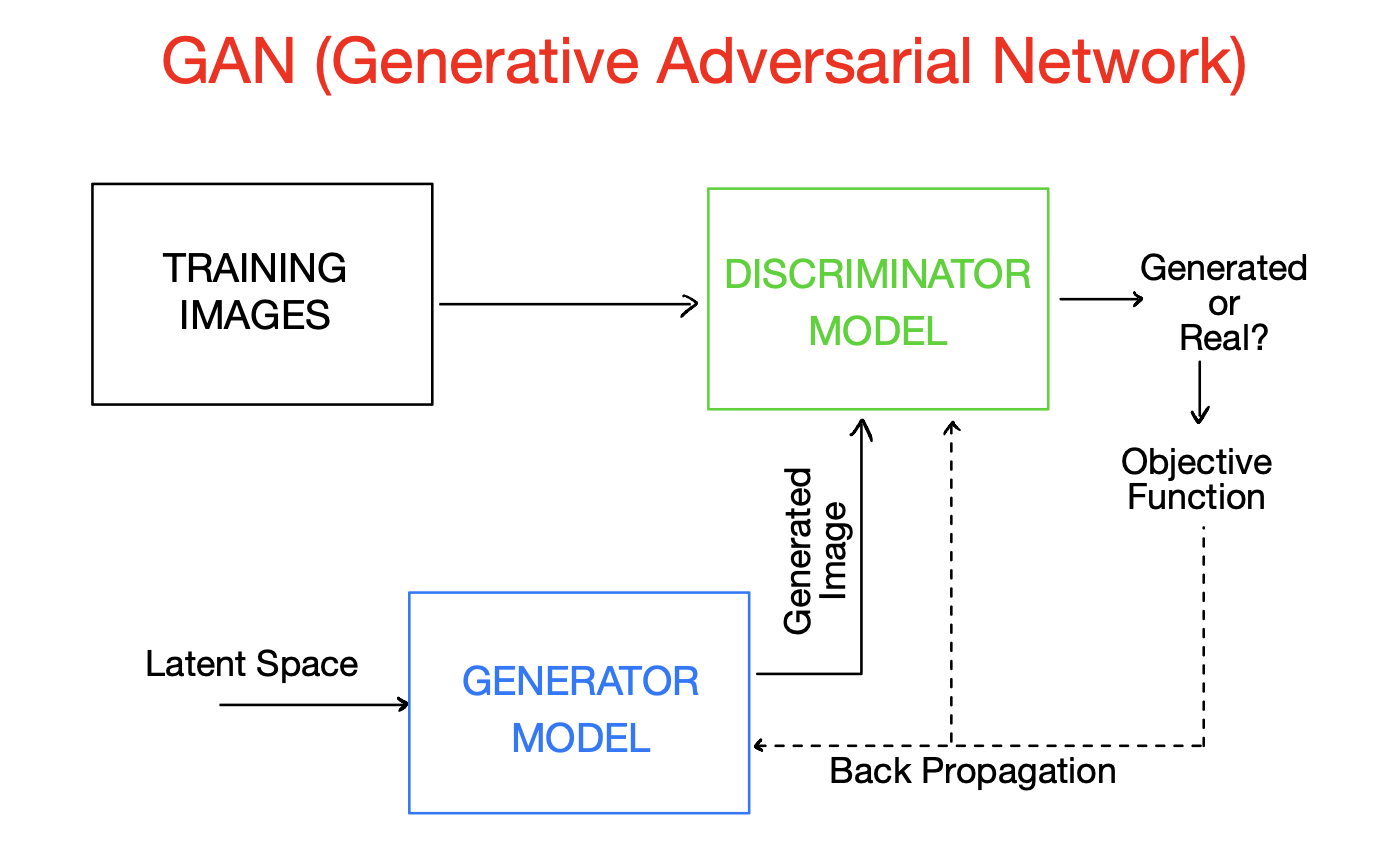 GAN (Generative Adversarial Network)
TRAINING
IMAGES
DISCRIMINATOR
MODEL
Generated
or
Real?
Objective
Function
Generated
Image
Latent Space
GENERATOR
MODEL
Back Propagation